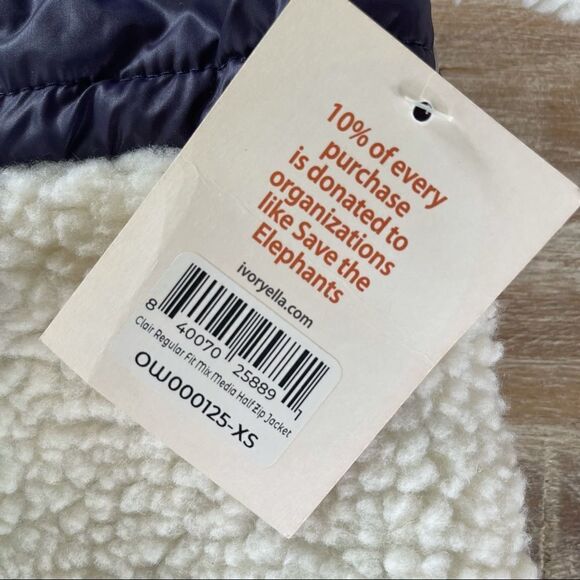 10% of every
purchase
is donated to
organizations
like Save the
Elephants
ivoryella.com
8 40070 25889 7
Clair Regular Fit Mix Media Half Zip Jacket
OW000125-XS